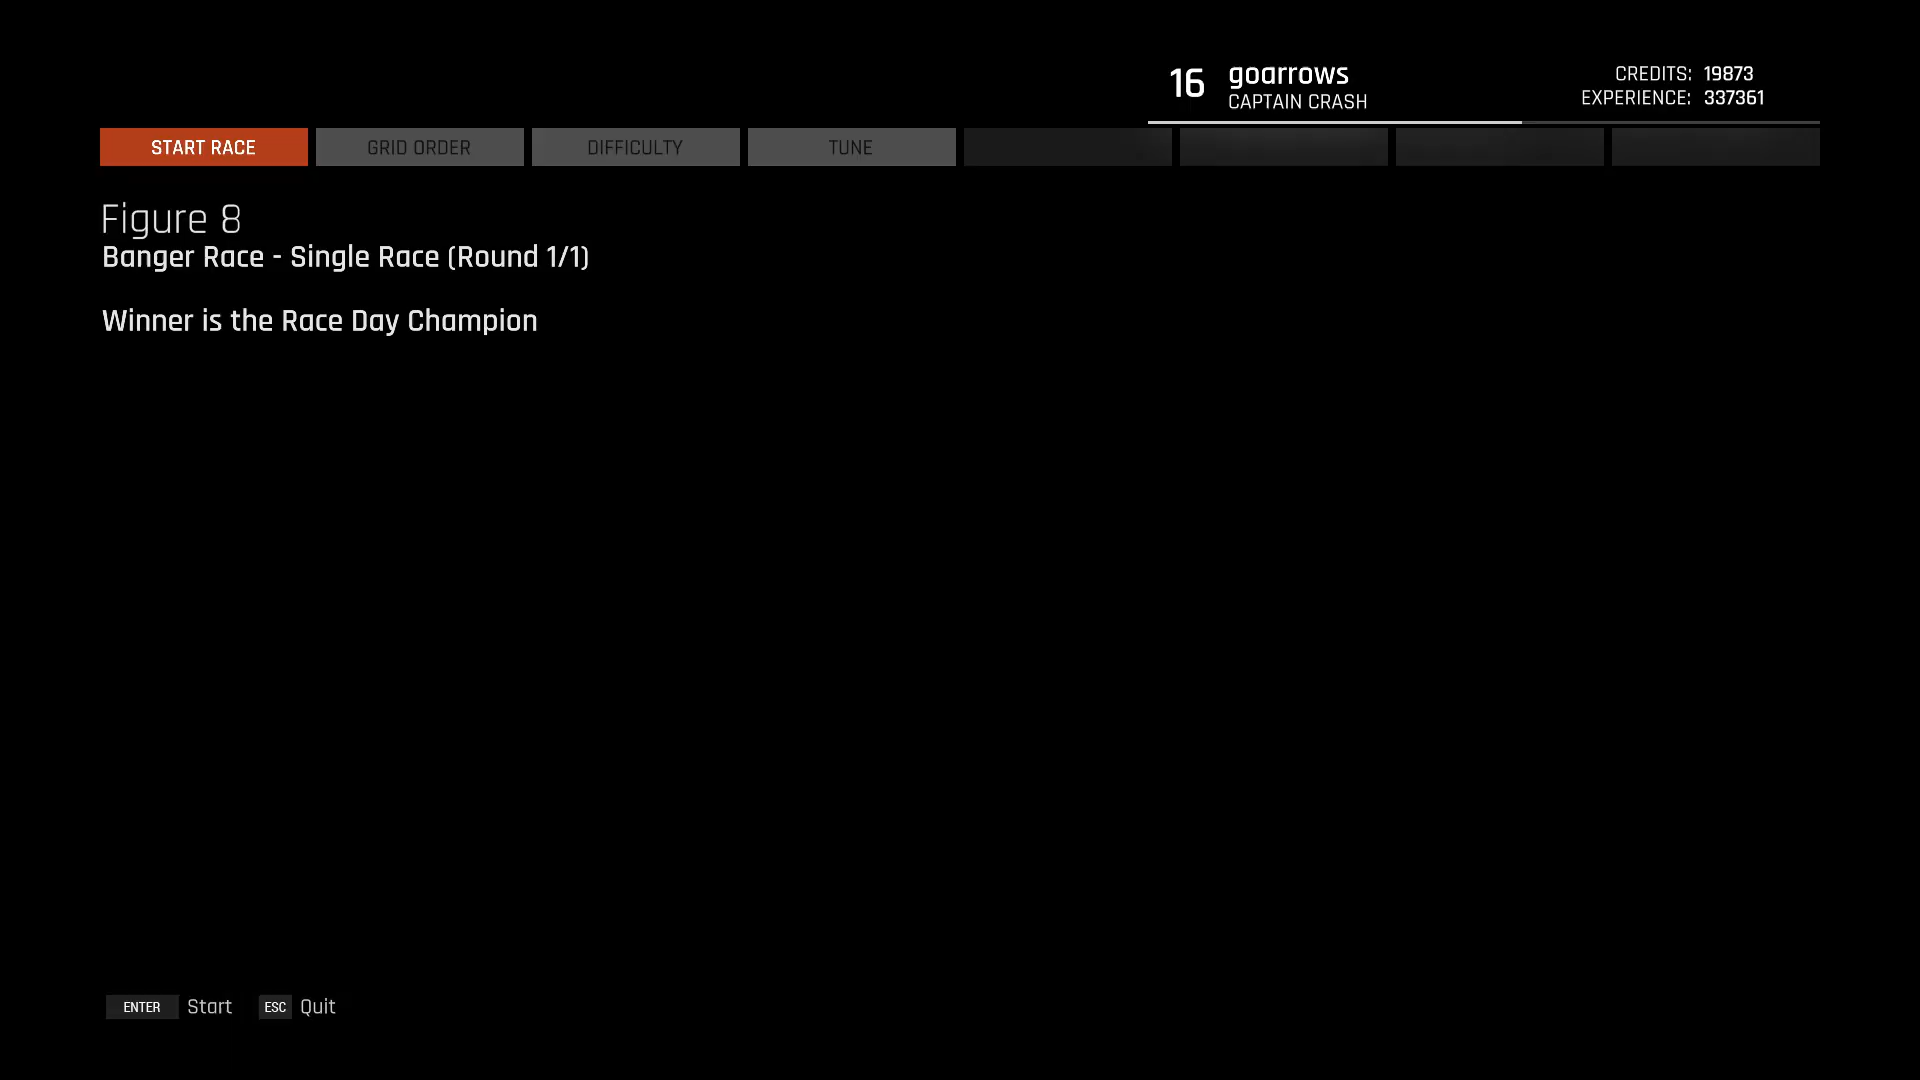 16
goarrows
CAPTAIN CRASH
CREDITS: 19873
EXPERIENCE: 337361
START RACE
GRID ORDER
DIFFICULTY
TUNE
Figure 8
Banger Race - Single Race (Round 1/1)
Winner is the Race Day Champion
ENTER Start ESC Quit